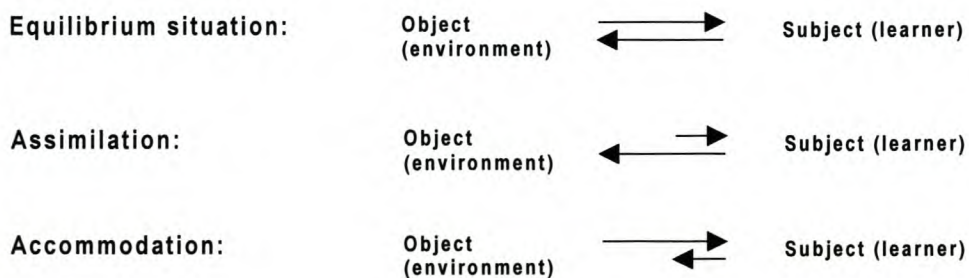 Equilibrium situation: Object (environment) Subject (learner)
Assimilation: Object (environment) Subject (learner)
Accommodation: Object (environment) Subject (learner)